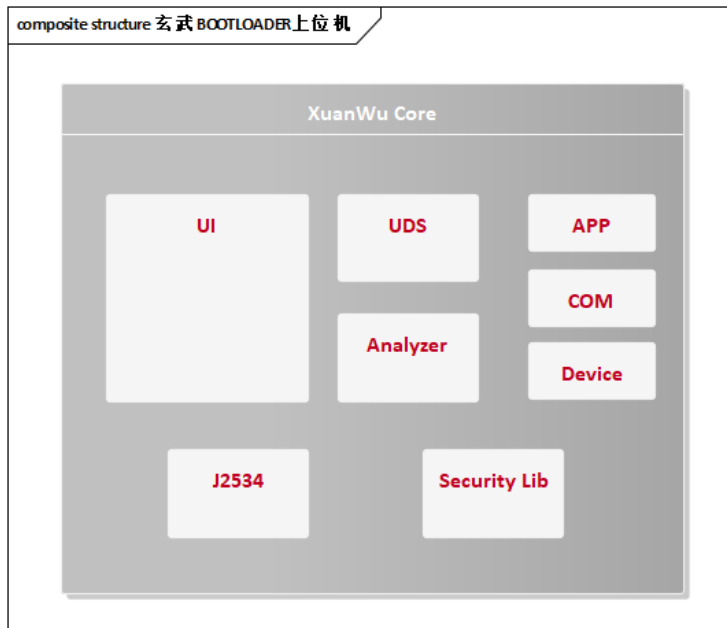 composite structure 玄武 BOOTLOADER上位机
XuanWu Core
UI
UDS
APP
COM
Analyzer
Device
J2534
Security Lib